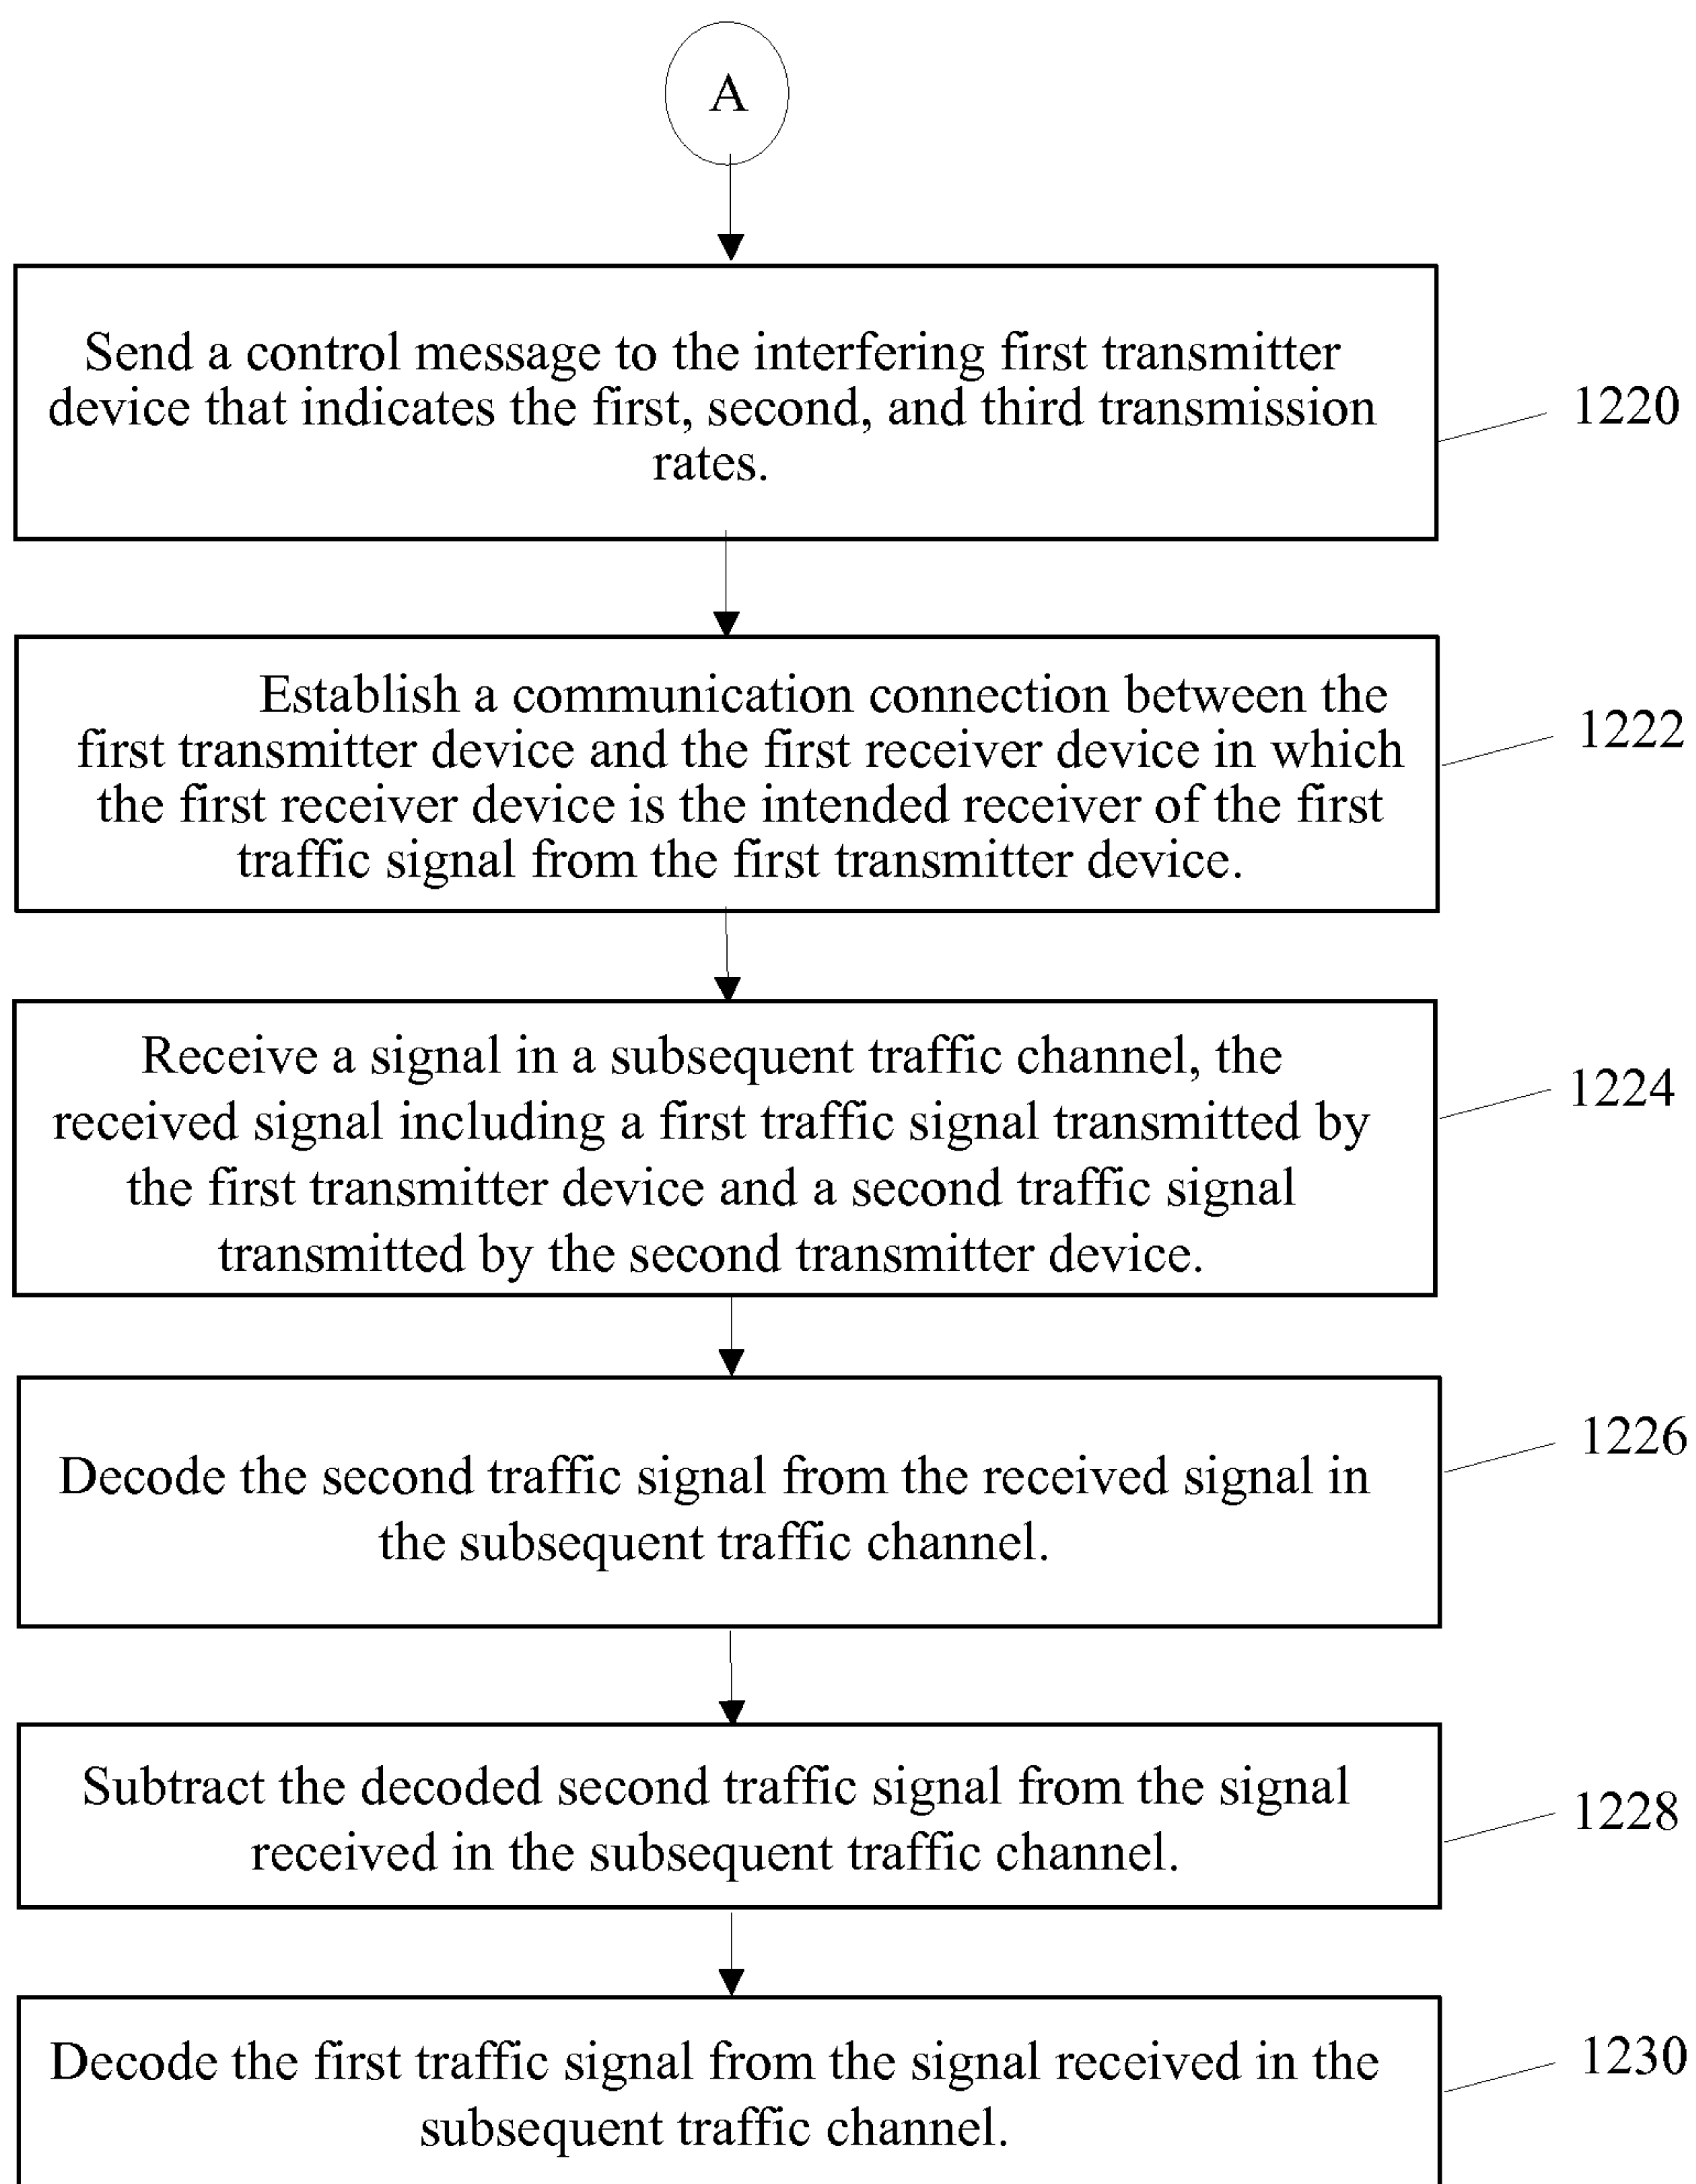 A
Send a control message to the interfering first transmitter
device that indicates the first, second, and third transmission
rates.
1220
Establish a communication connection between the
first transmitter device and the first receiver device in which
the first receiver device is the intended receiver of the first
traffic signal from the first transmitter device.
1222
Receive a signal in a subsequent traffic channel, the
received signal including a first traffic signal transmitted by
the first transmitter device and a second traffic signal
transmitted by the second transmitter device.
1224
Decode the second traffic signal from the received signal in
the subsequent traffic channel.
1226
Subtract the decoded second traffic signal from the signal
received in the subsequent traffic channel.
1228
Decode the first traffic signal from the signal received in the
subsequent traffic channel.
1230